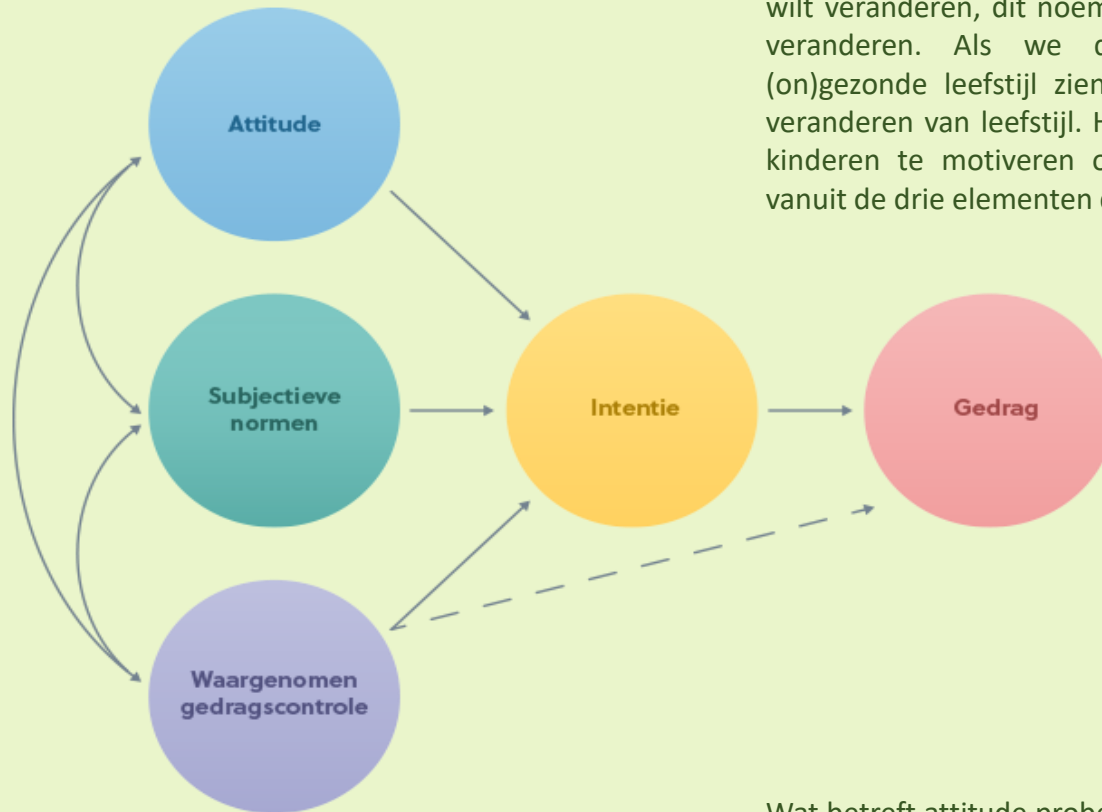 wilt veranderen, dit noem
veranderen. Als we
(on)gezonde leefstijl zien
veranderen van leefstijl.
kinderen te motiveren
vanuit de drie elementen
Attitude
Subjectieve
normen
Intentie
Gedrag
Waargenomen
gedragscontrole
Wat betreft attitude probe